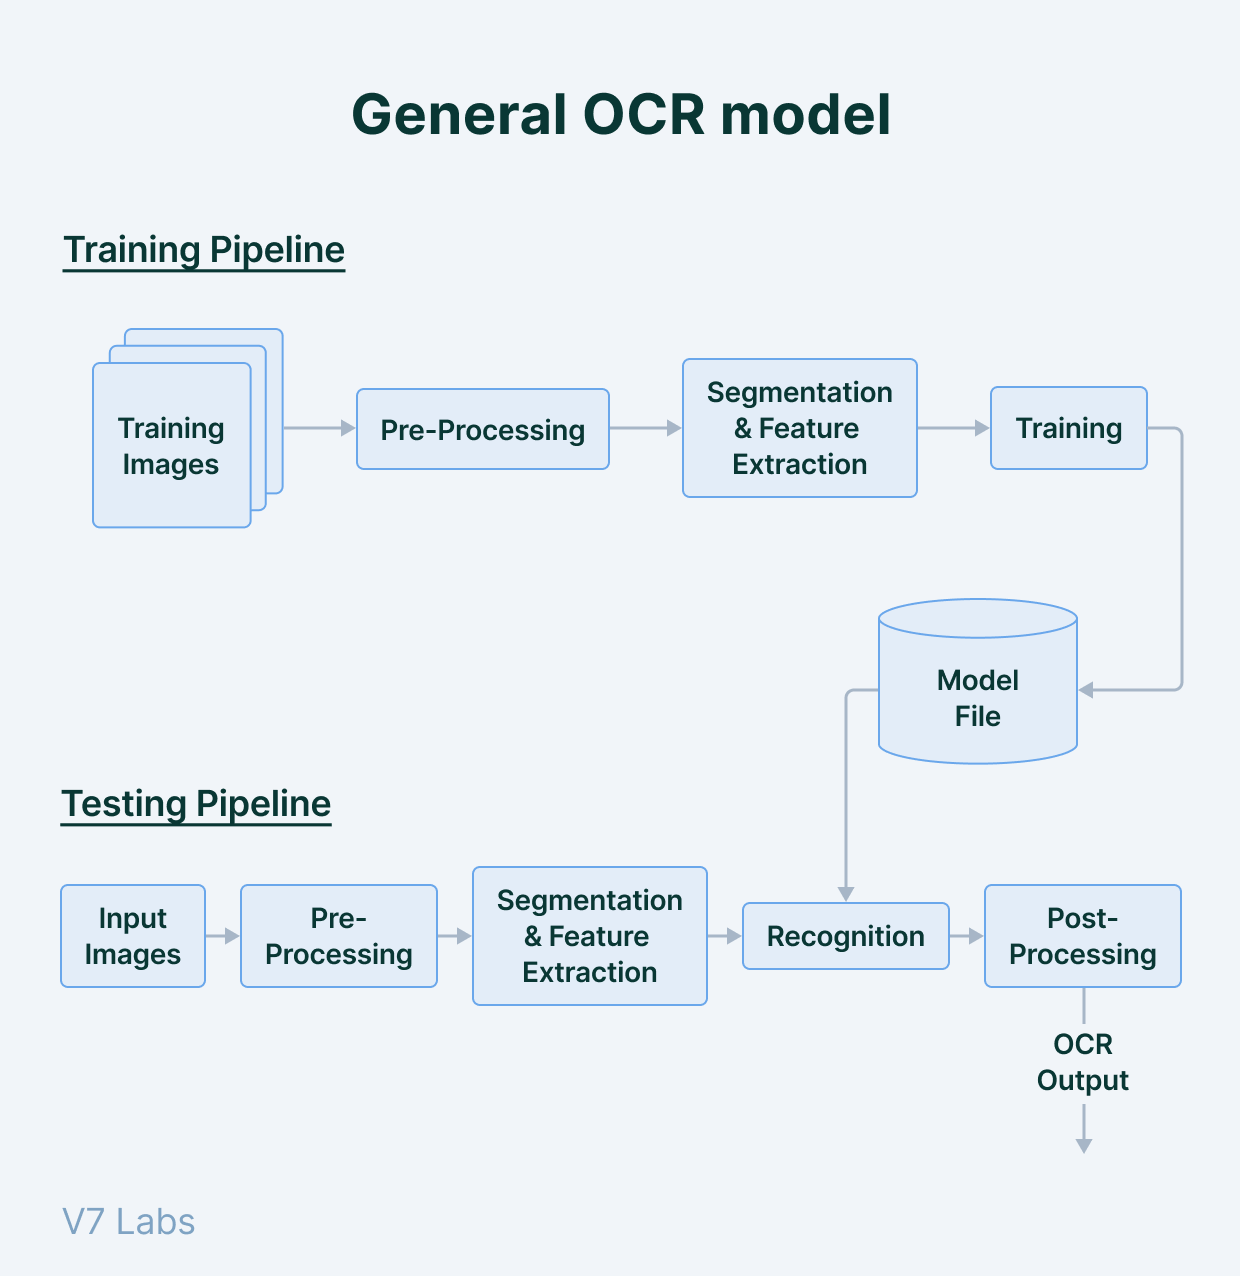 General OCR model
Training Pipeline
Training
Images
Pre-Processing
Segmentation
& Feature
Extraction
Training
Model
File
Testing Pipeline
Input
Images
Pre-
Processing
Segmentation
& Feature
Extraction
Recognition
Post-
Processing
OCR
Output
V7 Labs